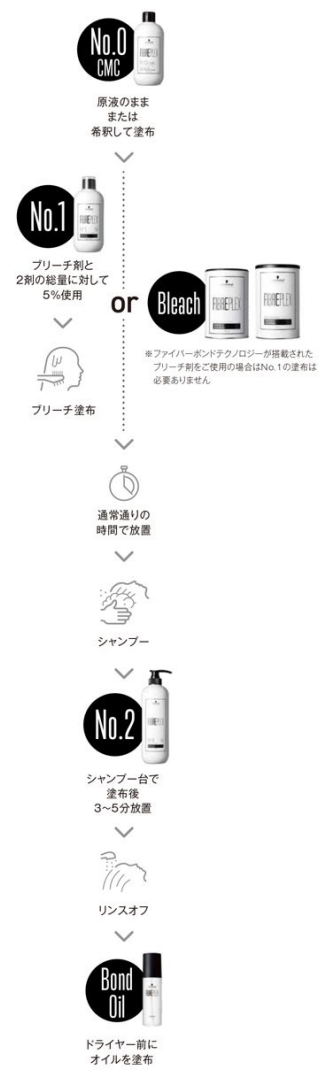 No.0
CMC
FIBREPLEX
原液のまま
または
希釈して塗布
No.1
FIBREPLEX
ブリーチ剤と
2剤の総量に対して
5%使用
ブリーチ塗布
or
Bleach
FIBREPLEX
FIBREPLEX
※ファイバーボンドテクノロジーが搭載された
ブリーチ剤をご使用の場合はNo.1の塗布は
必要ありません
通常通りの
時間で放置
シャンプー
No.2
FIBREPLEX
シャンプー台で
塗布後
3〜5分放置
リンスオフ
Bond
Oil
FIBREPLEX
ドライヤー前に
オイルを塗布